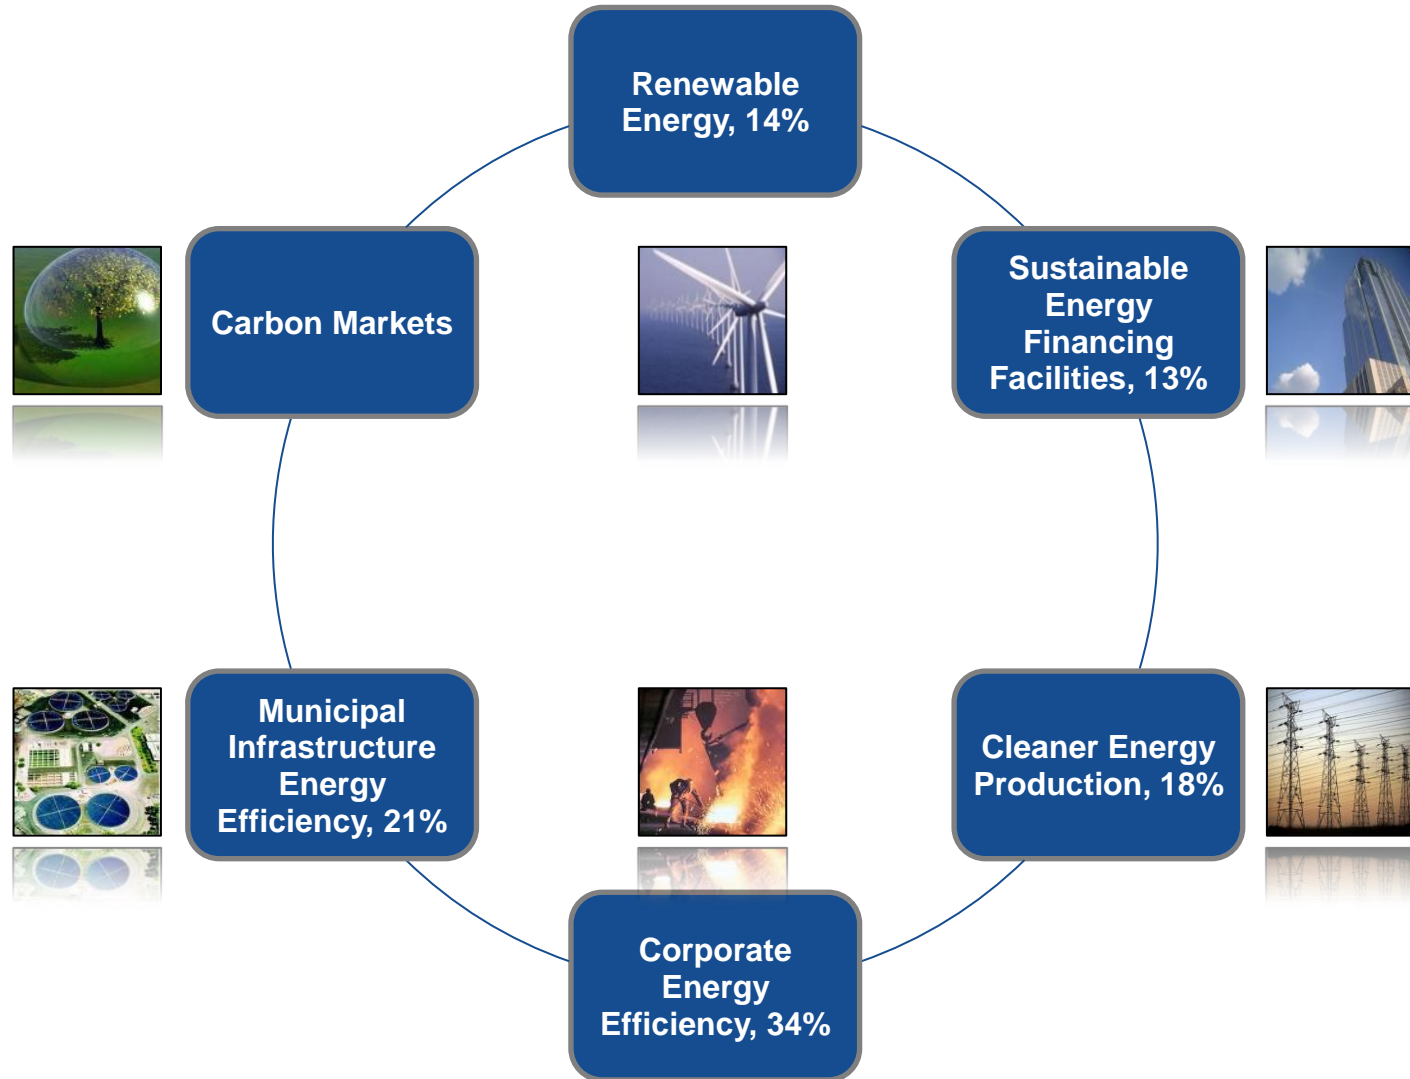 Renewable
Energy, 14%
Carbon Markets
Sustainable
Energy
Financing
Facilities, 13%
Municipal
Infrastructure
Energy
Efficiency, 21%
Cleaner Energy
Production, 18%
Corporate
Energy
Efficiency, 34%